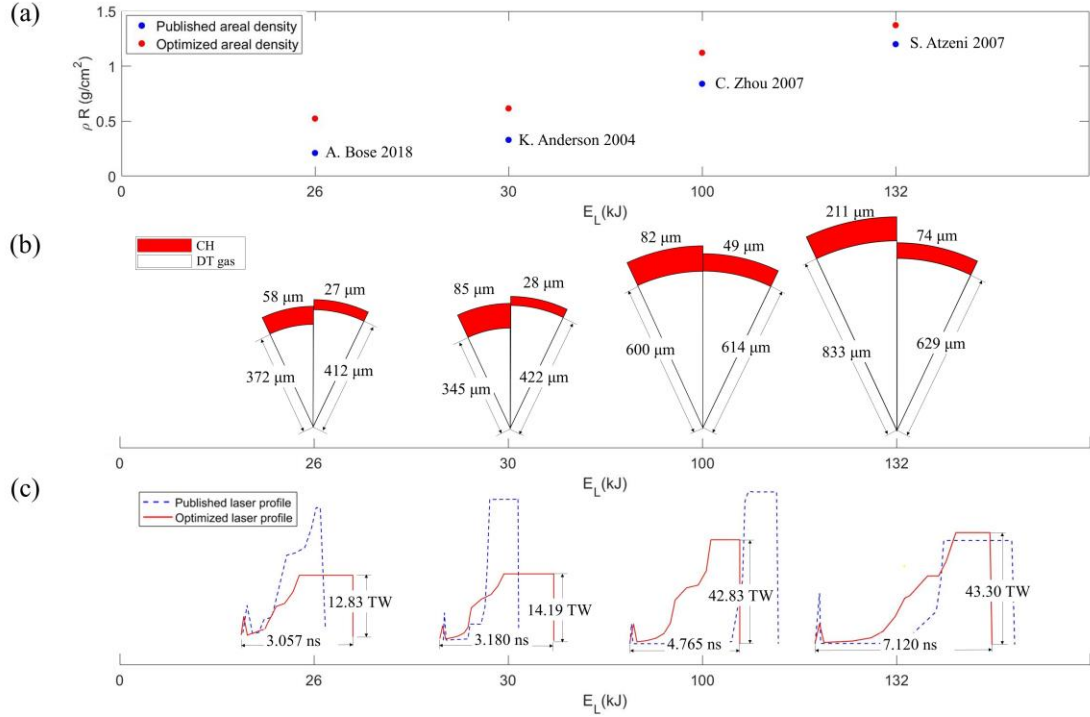 (a)
1.5
1
0.5
0
ρ R (g/cm²)
Published areal density
Optimized areal density
A. Bose 2018
K. Anderson 2004
C. Zhou 2007
S. Atzeni 2007
0 26 30 100 132
E_L(kJ)
(b)
CH
DT gas
58 μm 27 μm 85 μm 28 μm 82 μm 49 μm 211 μm 74 μm
372 μm 412 μm 345 μm 422 μm 600 μm 614 μm 833 μm 629 μm
0 26 30 100 132
E_L(kJ)
(c)
Published laser profile
Optimized laser profile
12.83 TW 14.19 TW 42.83 TW 43.30 TW
3.057 ns 3.180 ns 4.765 ns 7.120 ns
0 26 30 100 132
E_L(kJ)